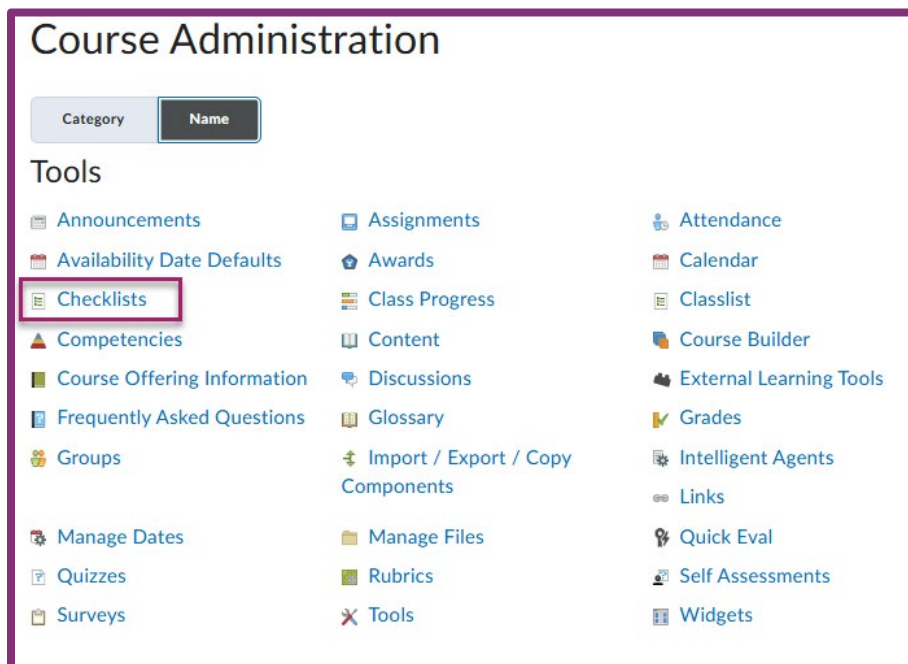 Course Administration
Category Name
Tools
Announcements Assignments Attendance
Availability Date Defaults Awards Calendar
Checklists Class Progress Classlist
Competencies Content Course Builder
Course Offering Information Discussions External Learning Tools
Frequently Asked Questions Glossary Grades
Groups Import / Export / Copy Intelligent Agents
Components
Links
Manage Dates Manage Files Quick Eval
Quizzes Rubrics Self Assessments
Surveys Tools Widgets